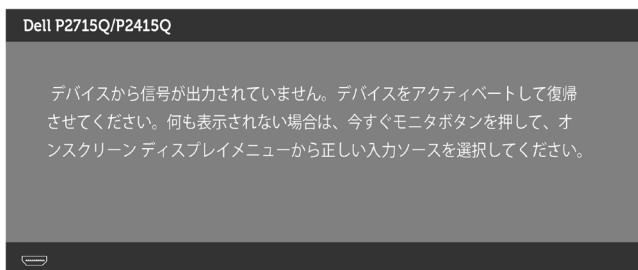 Dell P2715Q/P2415Q
デバイスから信号が出力されていません。デバイスをアクティベートして復帰
させてください。何も表示されない場合は、今すぐモニタボタンを押して、オ
ンスクリーン ディスプレイメニューから正しい入力ソースを選択してください。